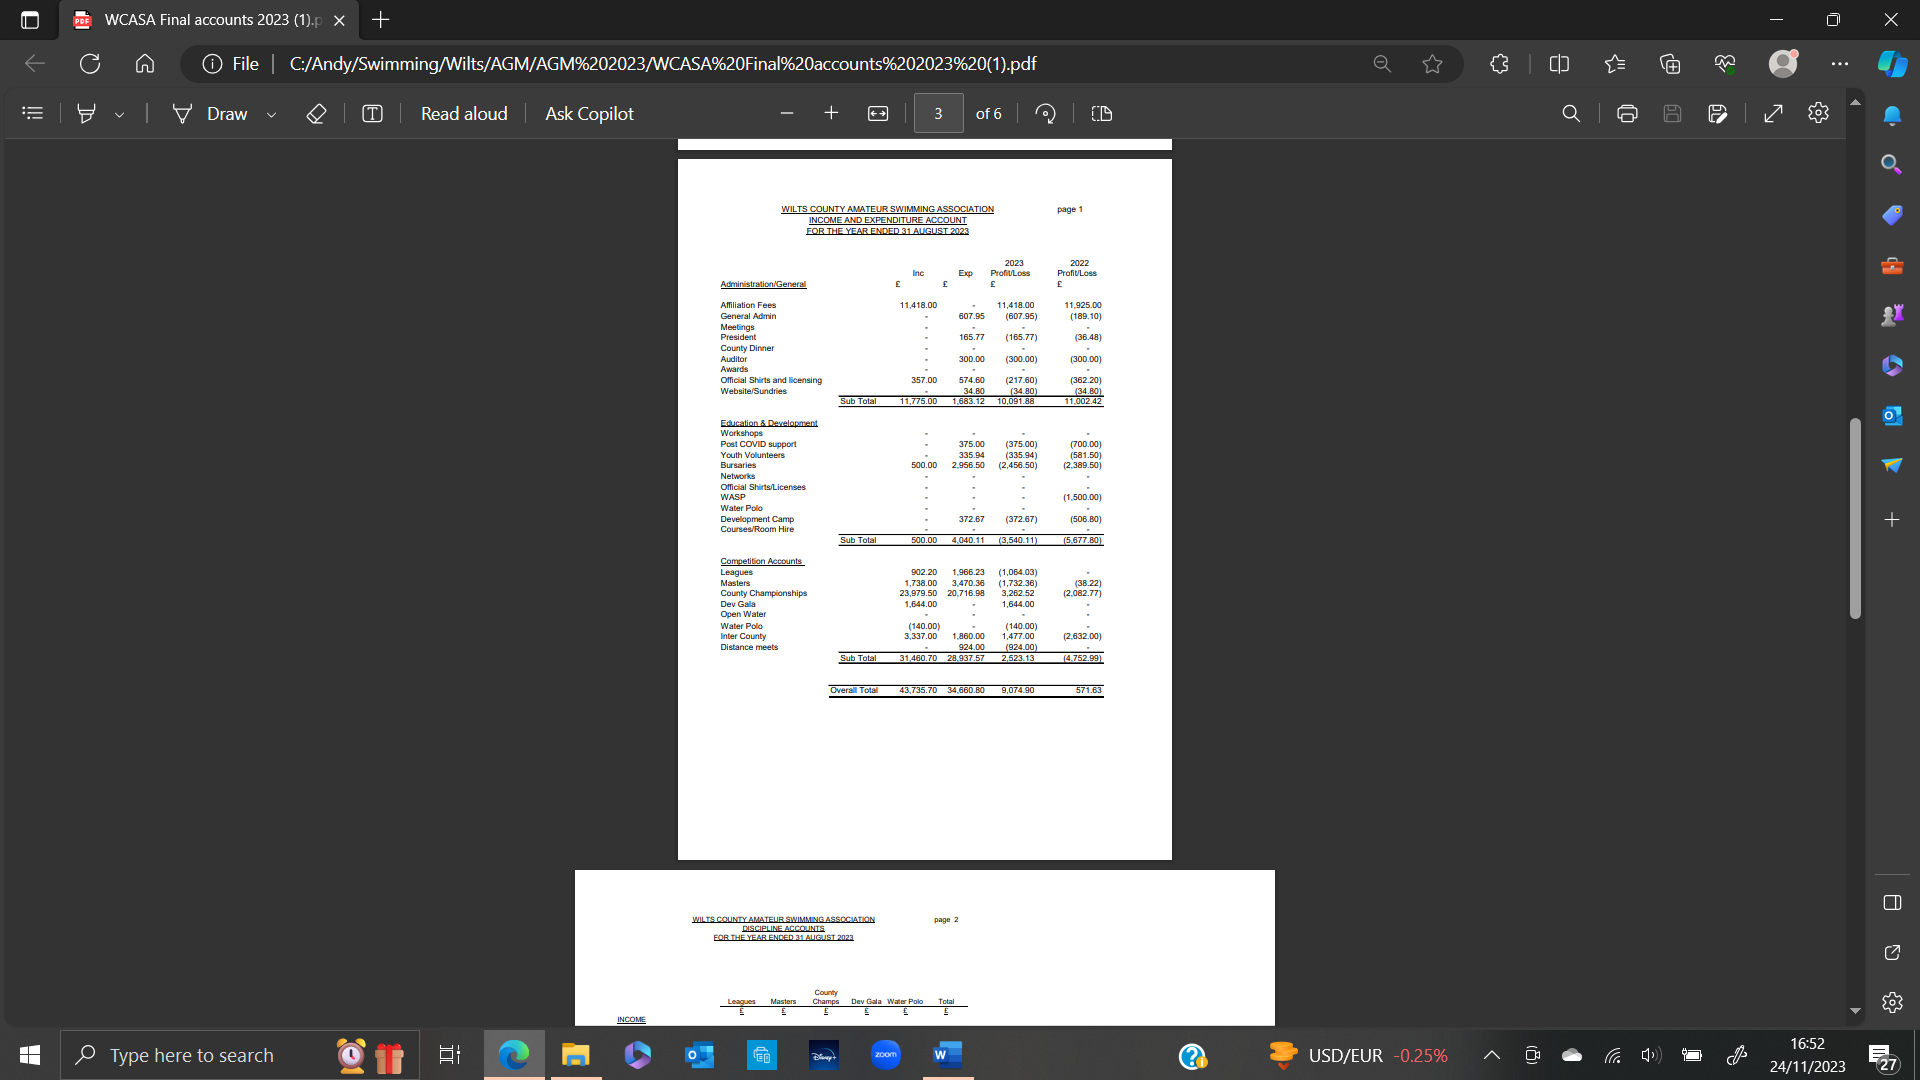 WCASA Final accounts 2023 (1).p
File C:/Andy/Swimming/Wilts/AGM/AGM%202023/WCASA%20Final%20accounts%202023%20(1).pdf
Draw Read aloud Ask Copilot 3 of 6
WILTS COUNTY AMATEUR SWIMMING ASSOCIATION page 1
INCOME AND EXPENDITURE ACCOUNT
FOR THE YEAR ENDED 31 AUGUST 2023
2023 2022
Inc Exp Profit/Loss Profit/Loss
Administration/General £ £ £ £
Affiliation Fees 11,418.00 - 11,418.00 11,925.00
General Admin - 607.95 (607.95) (189.10)
Meetings - - - -
President - 165.77 (165.77) (36.48)
County Dinner - - - -
Auditor - 300.00 (300.00) (300.00)
Awards - - - -
Official Shirts and licensing 357.00 574.60 (217.60) (362.20)
Website/Sundries - 34.80 (34.80) (34.80)
Sub Total 11,775.00 1,683.12 10,091.88 11,002.42
Education & Development
Workshops - - - -
Post COVID support - 375.00 (375.00) (700.00)
Youth Volunteers - 335.94 (335.94) (581.50)
Bursaries 500.00 2,956.50 (2,456.50) (2,389.50)
Networks - - - -
Official Shirts/Licenses - - - -
WASP - - - (1,500.00)
Water Polo - - - -
Development Camp - 372.67 (372.67) (506.80)
Courses/Room Hire - - - -
Sub Total 500.00 4,040.11 (3,540.11) (5,677.80)
Competition Accounts
Leagues 902.20 1,966.23 (1,064.03) -
Masters 1,738.00 3,470.36 (1,732.36) (38.22)
County Championships 23,979.50 20,716.98 3,262.52 (2,082.77)
Dev Gala 1,644.00 - 1,644.00 -
Open Water - - - -
Water Polo (140.00) - (140.00) -
Inter County 3,337.00 1,860.00 1,477.00 (2,632.00)
Distance meets - 924.00 (924.00) -
Sub Total 31,460.70 28,937.57 2,523.13 (4,752.99)
Overall Total 43,735.70 34,660.80 9,074.90 571.63
WILTS COUNTY AMATEUR SWIMMING ASSOCIATION page 2
DISCIPLINE ACCOUNTS
FOR THE YEAR ENDED 31 AUGUST 2023
County
Leagues Masters Champs Dev Gala Water Polo Total
£ £ £ £ £ £
INCOME
Type here to search
USD/EUR -0.25%
16:52
24/11/2023
27
zoom
Disney+